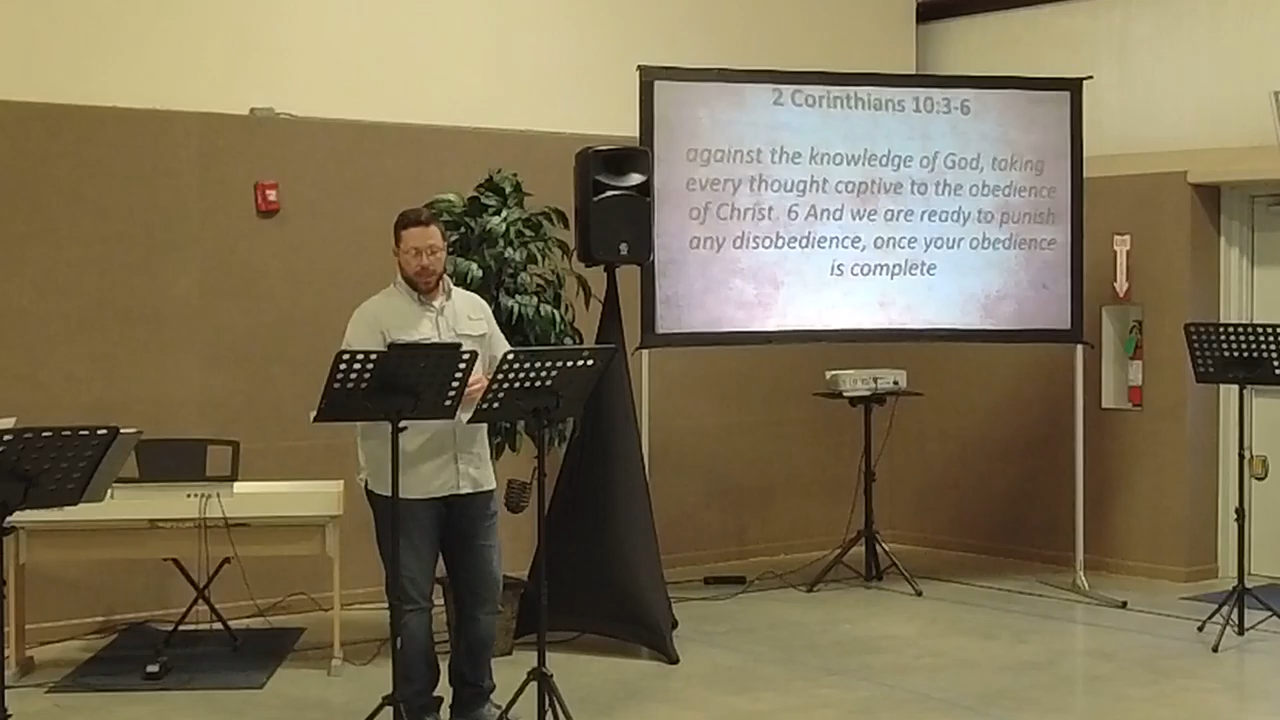 2 Corinthians 10:3-6
against the knowledge of God, taking
every thought captive to the obedience
of Christ. 6 And we are ready to punish
any disobedience, once your obedience
is complete